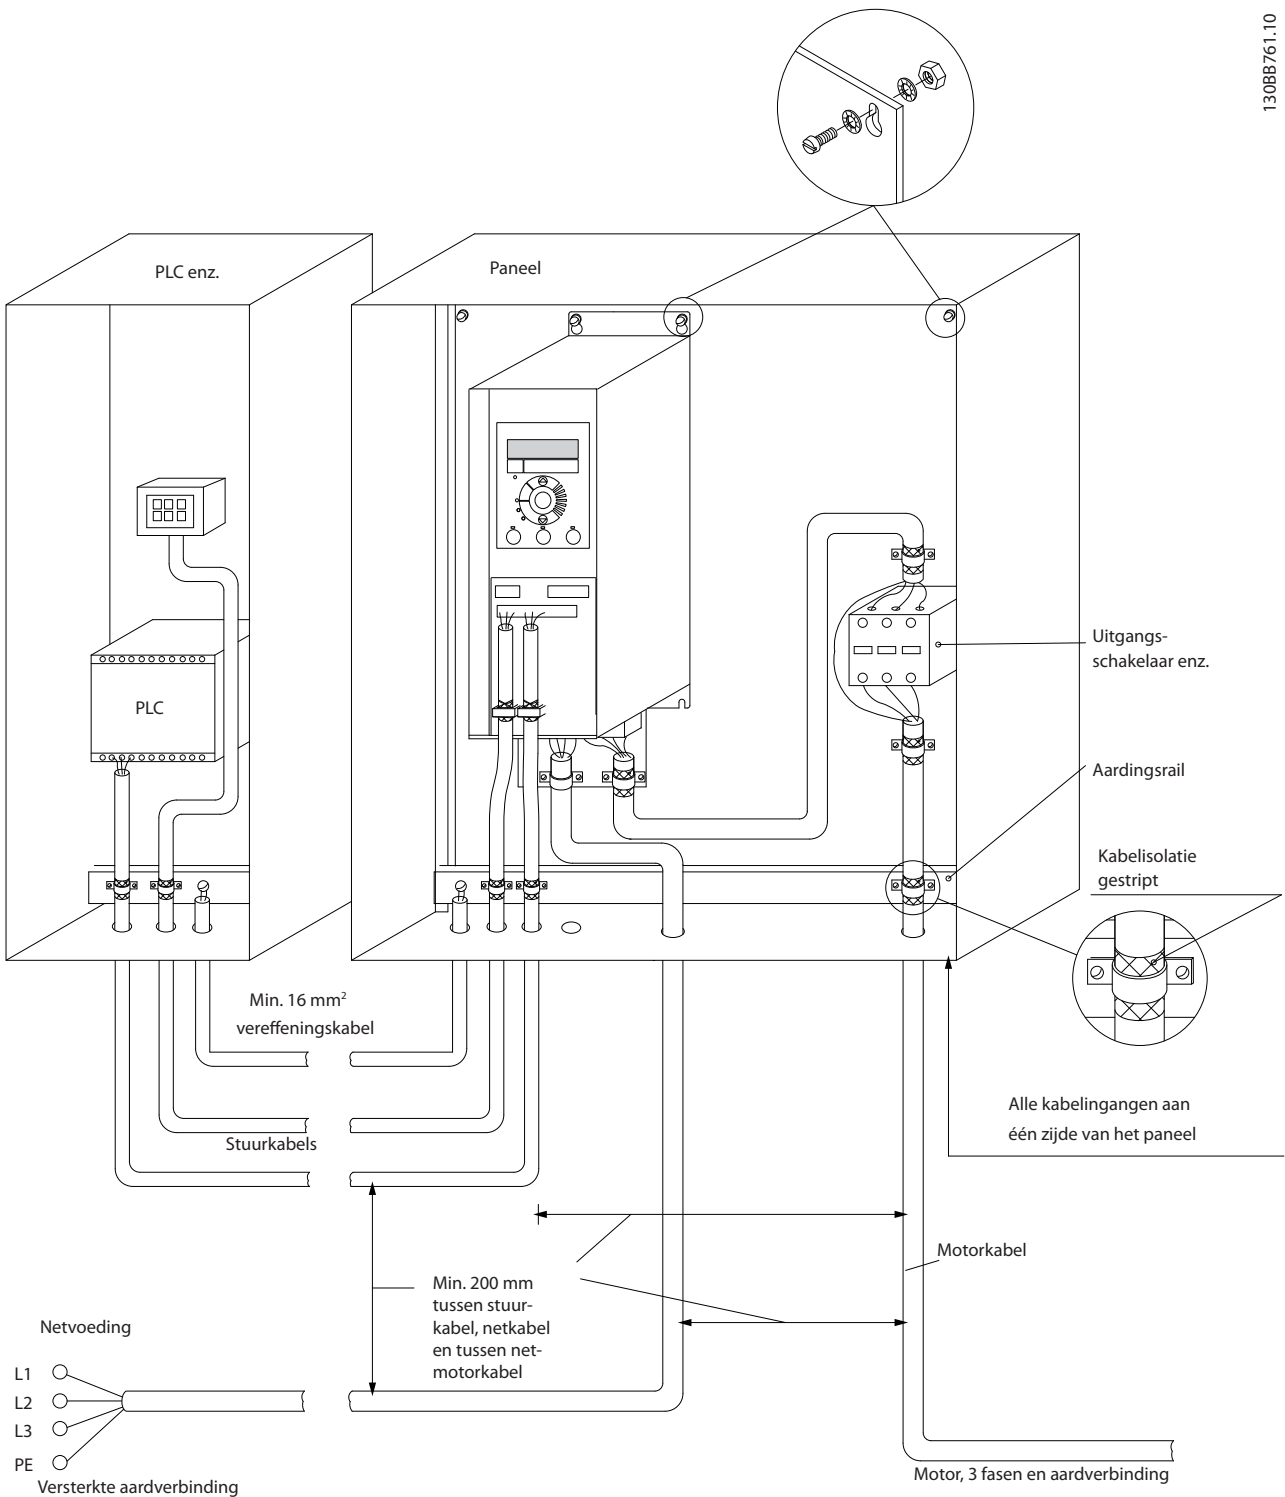 130BB761.10
PLC enz.
Paneel
Uitgangs-
schakelaar enz.
PLC
Aardingsrail
Kabelisolatie
gestript
Min. 16 mm²
vereffeningskabel
Alle kabelingangen aan
één zijde van het paneel
Stuurkabels
Motorkabel
Min. 200 mm
tussen stuur-
kabel, netkabel
en tussen net-
motorkabel
Netvoeding
L1
L2
L3
PE
Versterkte aardverbinding
Motor, 3 fasen en aardverbinding